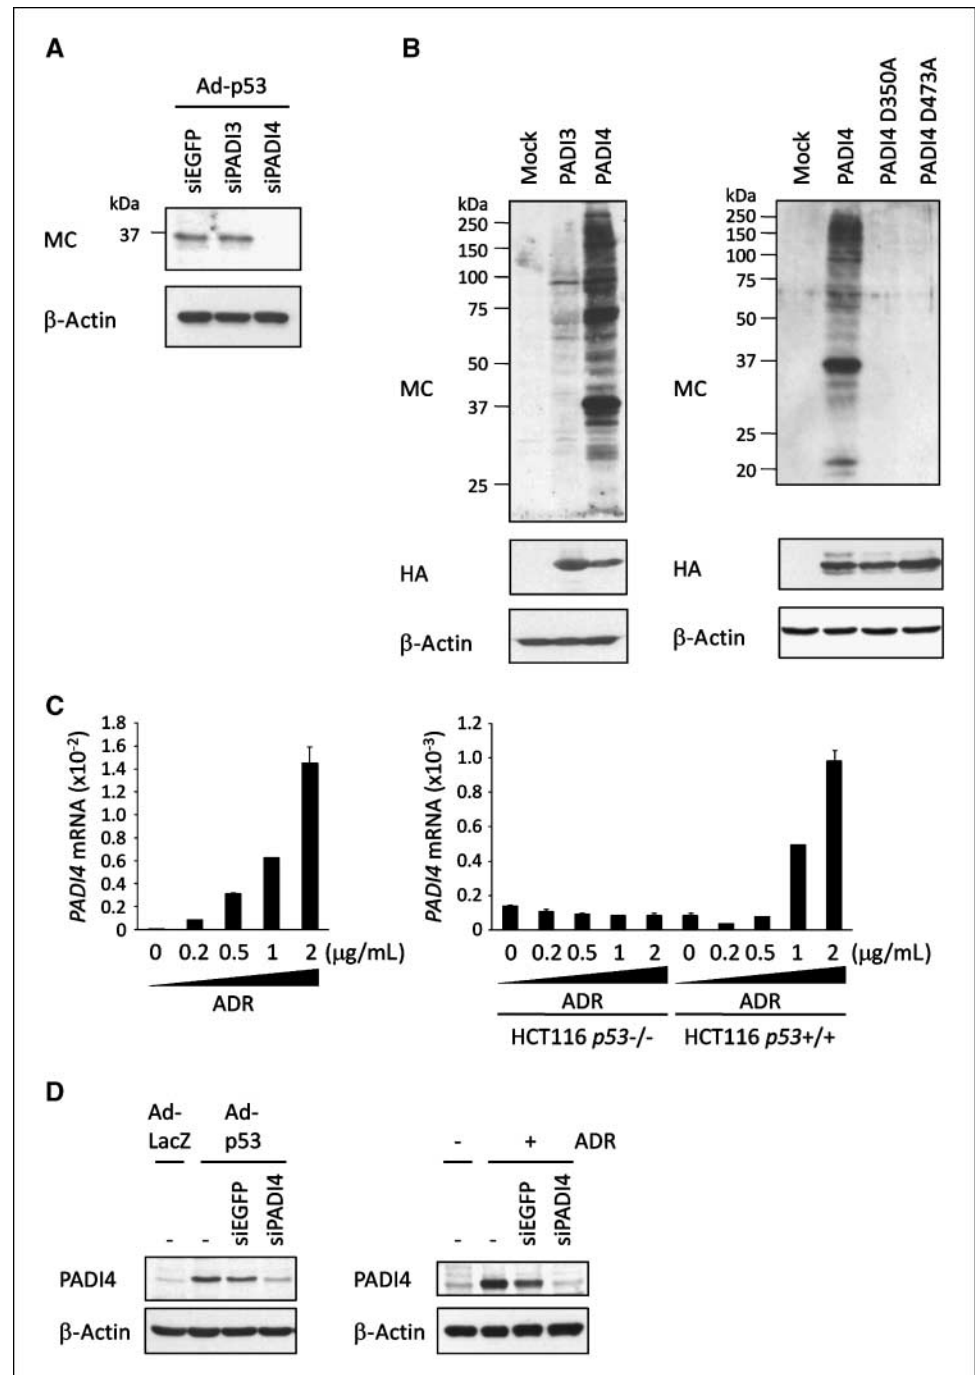 A
Ad-p53
siEGFP
siPADI3
siPADI4
kDa
MC
37
β-Actin
B
Mock
PADI3
PADI4
kDa
250
150
100
75
50
MC
37
25
HA
β-Actin
Mock
PADI4
PADI4 D350A
PADI4 D473A
kDa
250
150
100
75
50
37
MC
25
20
HA
β-Actin
C
PADI4 mRNA (x10-2)
1.8
1.6
1.4
1.2
1.0
0.8
0.6
0.4
0.2
0
0 0.2 0.5 1 2 (μg/mL)
ADR
PADI4 mRNA (x10-3)
1.2
1.0
0.8
0.6
0.4
0.2
0
0 0.2 0.5 1 2 0 0.2 0.5 1 2 (μg/mL)
ADR ADR
HCT116 p53-/- HCT116 p53+/+
D
Ad-LacZ
Ad-p53
- - siEGFP siPADI4
PADI4
β-Actin
- + ADR
- - siEGFP siPADI4
PADI4
β-Actin